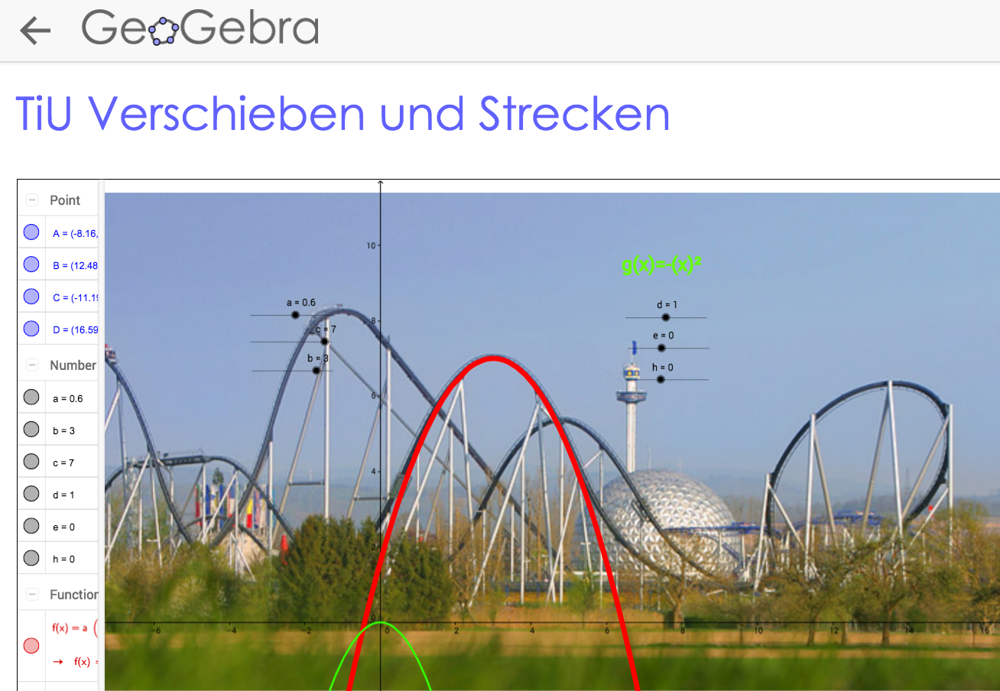 GeoGebra
TiU Verschieben und Strecken
Point
A = (-8.16,
B = (12.48
C = (-11.19
D = (16.59
Number
a = 0.6
b = 3
c = 7
d = 1
e = 0
h = 0
Function
f(x) = a (
→ f(x) =
10
8
6
4
2
0
-6 -4 -2 0 2 4 6 8 10 12 14 16
a = 0.6
c = 7
b = 3
g(x)=-(x)²
d = 1
e = 0
h = 0